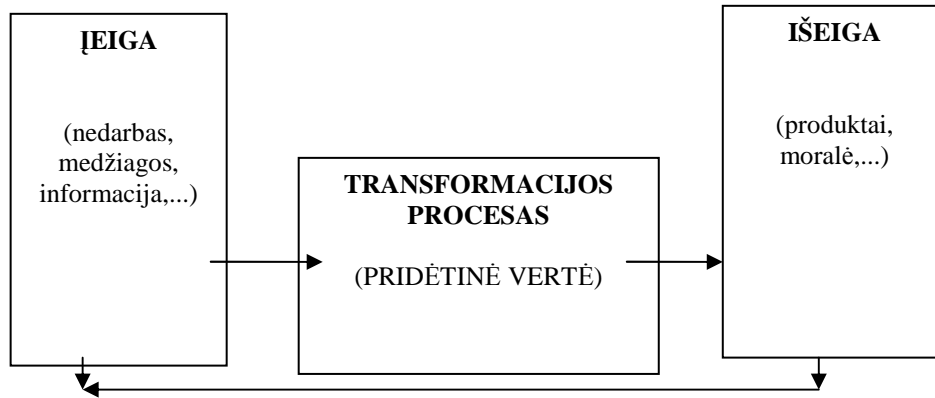 ĮEIGA
(nedarbas,
medžiagos,
informacija,...)
TRANSFORMACIJOS
PROCESAS
(PRIDĖTINĖ VERTĖ)
IŠEIGA
(produktai,
moralė,...)